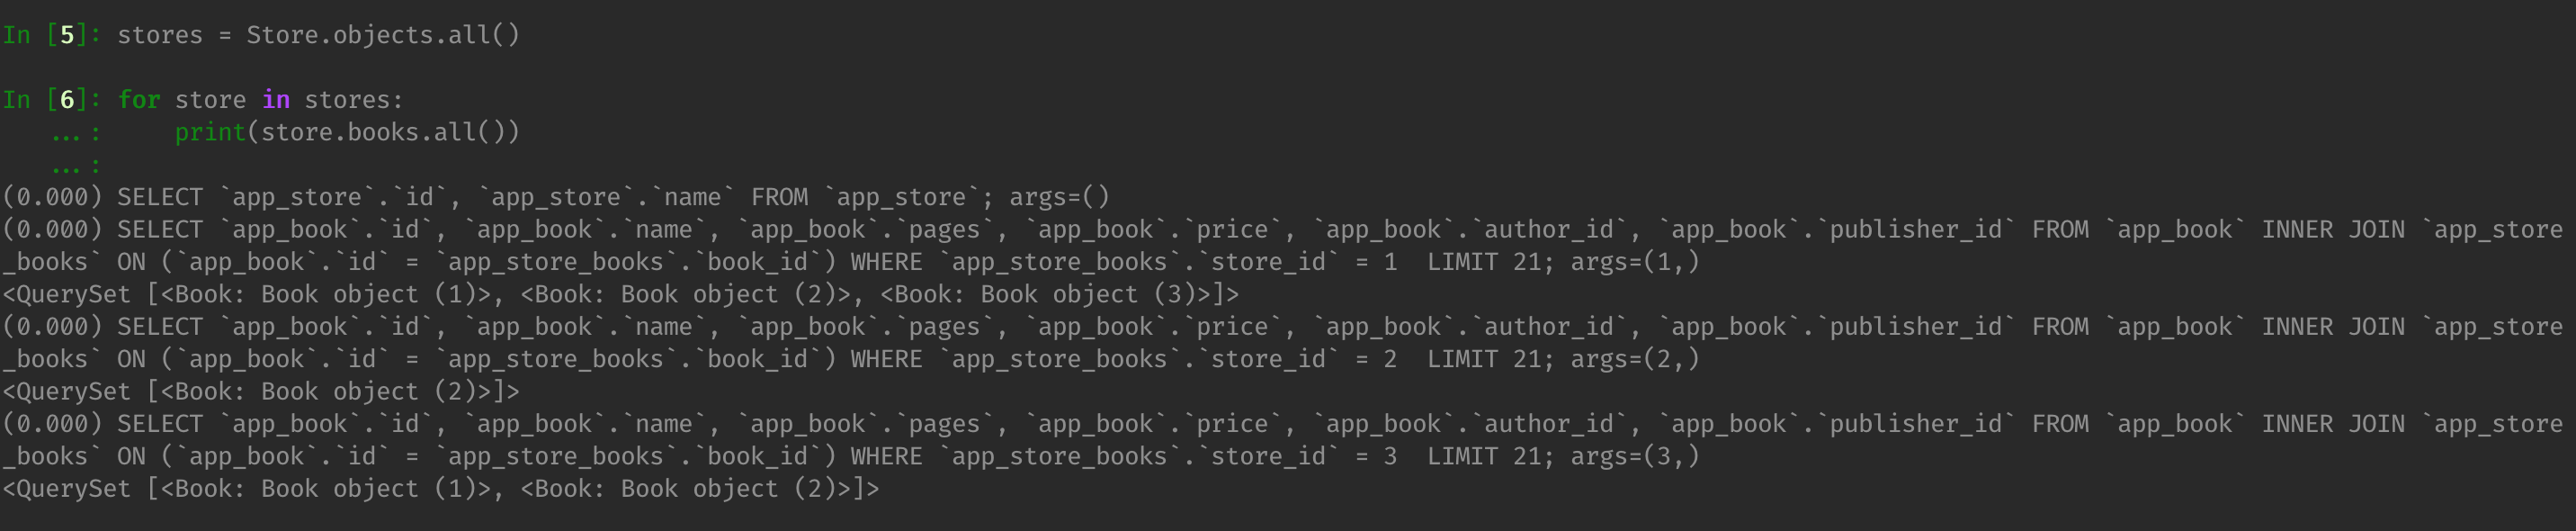 In [5]: stores = Store.objects.all()
In [6]: for store in stores:
   ...:     print(store.books.all())
   ...:
(0.000) SELECT `app_store`.`id`, `app_store`.`name` FROM `app_store`; args=()
(0.000) SELECT `app_book`.`id`, `app_book`.`name`, `app_book`.`pages`, `app_book`.`price`, `app_book`.`author_id`, `app_book`.`publisher_id` FROM `app_book` INNER JOIN `app_store
_books` ON (`app_book`.`id` = `app_store_books`.`book_id`) WHERE `app_store_books`.`store_id` = 1  LIMIT 21; args=(1,)
<QuerySet [<Book: Book object (1)>, <Book: Book object (2)>, <Book: Book object (3)>]>
(0.000) SELECT `app_book`.`id`, `app_book`.`name`, `app_book`.`pages`, `app_book`.`price`, `app_book`.`author_id`, `app_book`.`publisher_id` FROM `app_book` INNER JOIN `app_store
_books` ON (`app_book`.`id` = `app_store_books`.`book_id`) WHERE `app_store_books`.`store_id` = 2  LIMIT 21; args=(2,)
<QuerySet [<Book: Book object (2)>]>
(0.000) SELECT `app_book`.`id`, `app_book`.`name`, `app_book`.`pages`, `app_book`.`price`, `app_book`.`author_id`, `app_book`.`publisher_id` FROM `app_book` INNER JOIN `app_store
_books` ON (`app_book`.`id` = `app_store_books`.`book_id`) WHERE `app_store_books`.`store_id` = 3  LIMIT 21; args=(3,)
<QuerySet [<Book: Book object (1)>, <Book: Book object (2)>]>